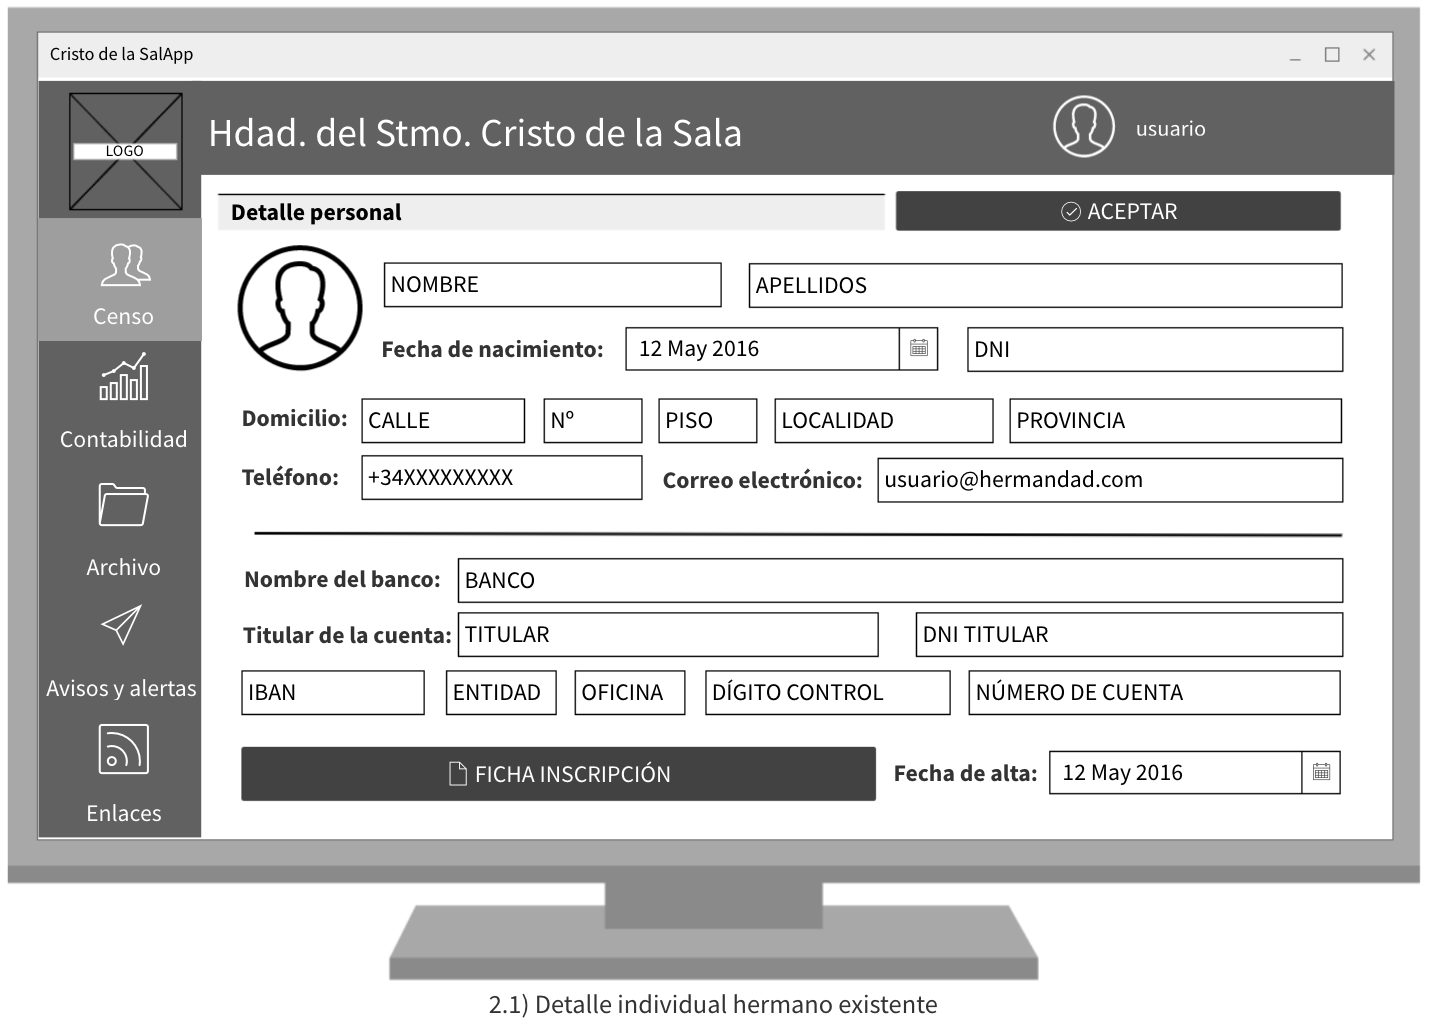 Cristo de la SalApp
LOGO
Hdad. del Stmo. Cristo de la Sala
usuario
Censo
Contabilidad
Archivo
Avisos y alertas
Enlaces
Detalle personal
ACEPTAR
NOMBRE
APELLIDOS
Fecha de nacimiento: 12 May 2016
DNI
Domicilio: CALLE Nº PISO LOCALIDAD PROVINCIA
Teléfono: +34XXXXXXXXX Correo electrónico: usuario@hermandad.com
Nombre del banco: BANCO
Titular de la cuenta: TITULAR DNI TITULAR
IBAN ENTIDAD OFICINA DÍGITO CONTROL NÚMERO DE CUENTA
FICHA INSCRIPCIÓN Fecha de alta: 12 May 2016
2.1) Detalle individual hermano existente